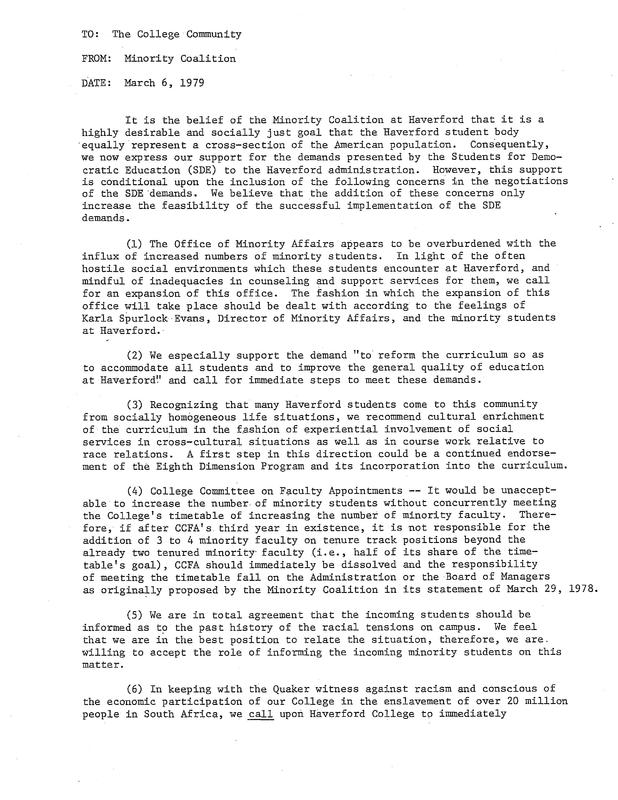 TO: The College Community
FROM: Minority Coalition
DATE: March 6, 1979
It is the belief of the Minority Coalition at Haverford that it is a
highly desirable and socially just goal that the Haverford student body
equally represent a cross-section of the American population. Consequently,
we now express our support for the demands presented by the Students for Demo-
cratic Education (SDE) to the Haverford administration. However, this support
is conditional upon the inclusion of the following concerns in the negotiations
of the SDE demands. We believe that the addition of these concerns only
increase the feasibility of the successful implementation of the SDE
demands.
(1) The Office of Minority Affairs appears to be overburdened with the
influx of increased numbers of minority students. In light of the often
hostile social environments which these students encounter at Haverford, and
mindful of inadequacies in counseling and support services for them, we call
for an expansion of this office. The fashion in which the expansion of this
office will take place should be dealt with according to the feelings of
Karla Spurlock Evans, Director of Minority Affairs, and the minority students
at Haverford.
(2) We especially support the demand "to reform the curriculum so as
to accommodate all students and to improve the general quality of education
at Haverford" and call for immediate steps to meet these demands.
(3) Recognizing that many Haverford students come to this community
from socially homogeneous life situations, we recommend cultural enrichment
of the curriculum in the fashion of experiential involvement of social
services in cross-cultural situations as well as in course work relative to
race relations. A first step in this direction could be a continued endorse-
ment of the Eighth Dimension Program and its incorporation into the curriculum.
(4) College Committee on Faculty Appointments -- It would be unaccept-
able to increase the number of minority students without concurrently meeting
the College's timetable of increasing the number of minority faculty. There-
fore, if after CCFA's third year in existence, it is not responsible for the
addition of 3 to 4 minority faculty on tenure track positions beyond the
already two tenured minority faculty (i.e., half of its share of the time-
table's goal), CCFA should immediately be dissolved and the responsibility
of meeting the timetable fall on the Administration or the Board of Managers
as originally proposed by the Minority Coalition in its statement of March 29, 1978.
(5) We are in total agreement that the incoming students should be
informed as to the past history of the racial tensions on campus. We feel
that we are in the best position to relate the situation, therefore, we are
willing to accept the role of informing the incoming minority students on this
matter.
(6) In keeping with the Quaker witness against racism and conscious of
the economic participation of our College in the enslavement of over 20 million
people in South Africa, we call upon Haverford College to immediately